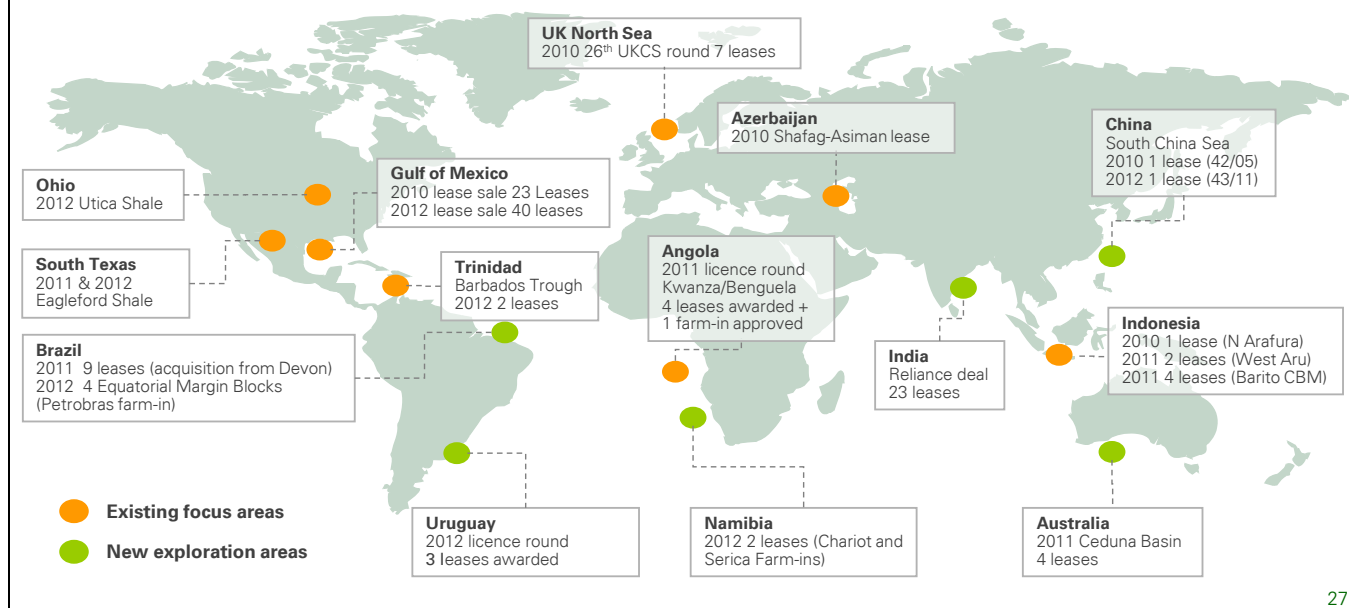 UK North Sea
2010 26th UKCS round 7 leases
Azerbaijan
2010 Shafag-Asiman lease
China
South China Sea
2010 1 lease (42/05)
2012 1 lease (43/11)
Ohio
2012 Utica Shale
Gulf of Mexico
2010 lease sale 23 Leases
2012 lease sale 40 leases
South Texas
2011 & 2012
Eagleford Shale
Trinidad
Barbados Trough
2012 2 leases
Angola
2011 licence round
Kwanza/Benguela
4 leases awarded +
1 farm-in approved
India
Reliance deal
23 leases
Indonesia
2010 1 lease (N Arafura)
2011 2 leases (West Aru)
2011 4 leases (Barito CBM)
Brazil
2011 9 leases (acquisition from Devon)
2012 4 Equatorial Margin Blocks
(Petrobras farm-in)
Existing focus areas
New exploration areas
Uruguay
2012 licence round
3 leases awarded
Namibia
2012 2 leases (Chariot and
Serica Farm-ins)
Australia
2011 Ceduna Basin
4 leases
27